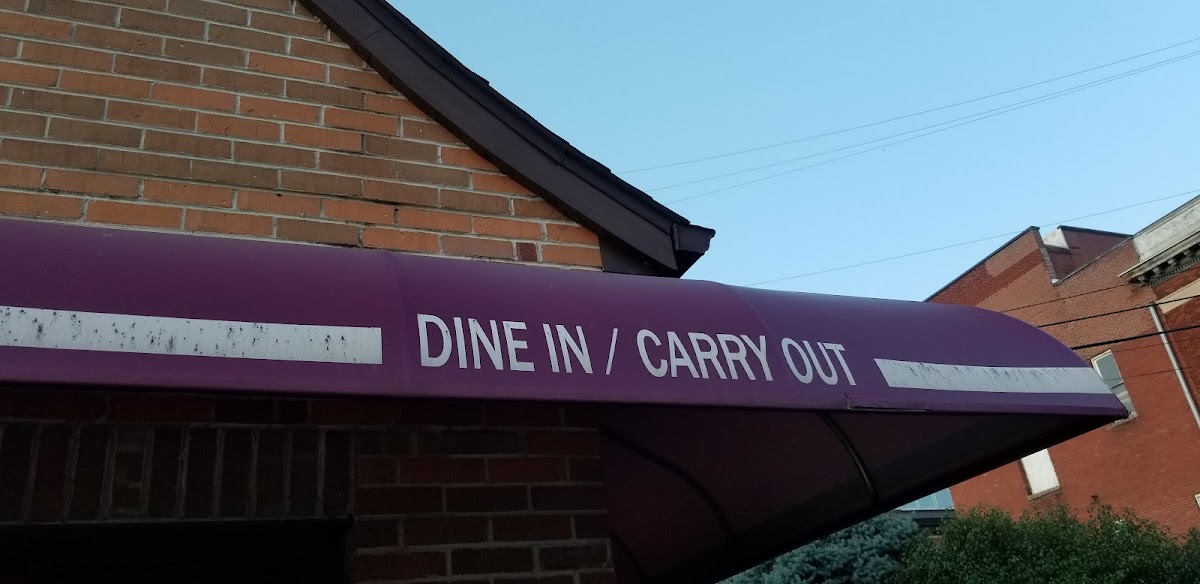 DINE IN / CARRY OUT